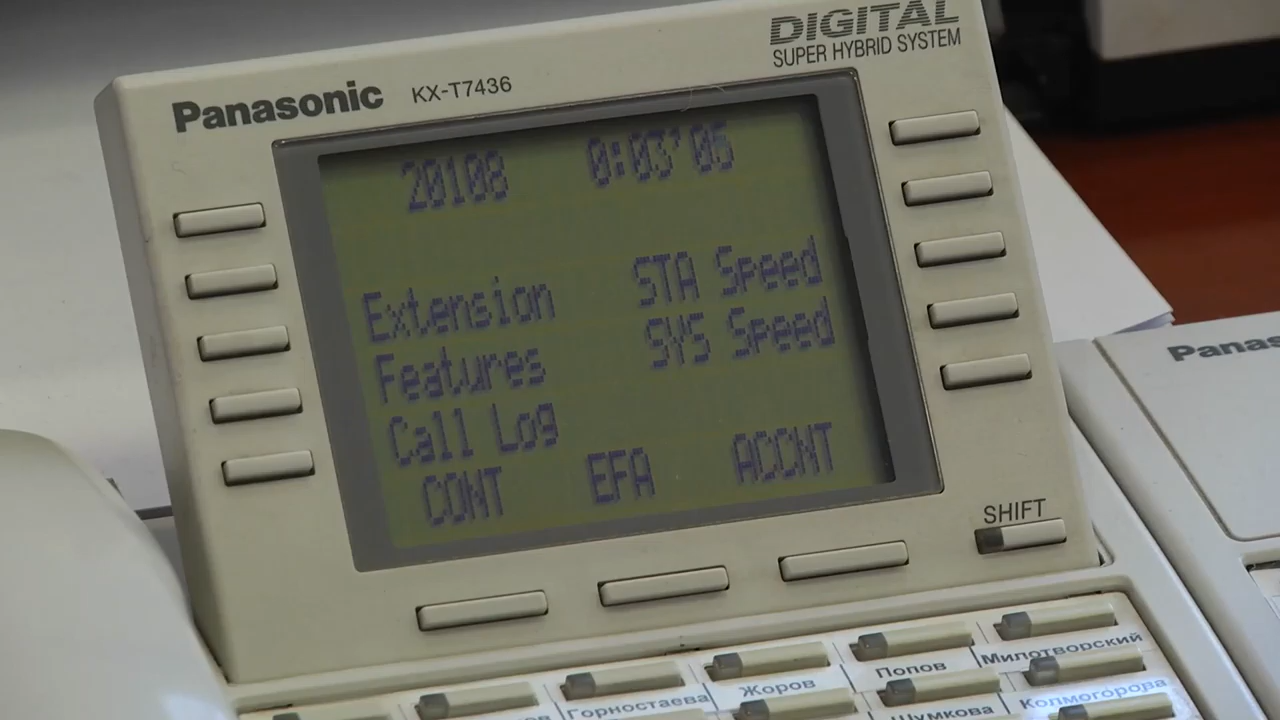 DIGITAL
SUPER HYBRID SYSTEM
Panasonic KX-T7436
20108 0:03'05
Extension STA Speed
Features SYS Speed
Call Log
CONT EFA ACCNT
SHIFT
Милотворский
Попов
Жоров
Горностаева
Колмогорова
Шумкова